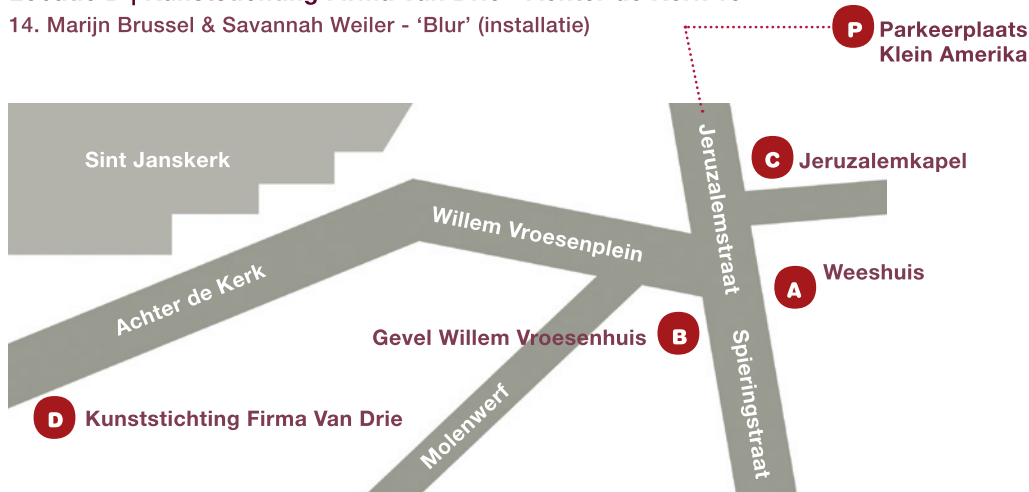 14. Marijn Brussel & Savannah Weiler - ‘Blur’ (installatie)
P Parkeerplaats
Klein Amerika
Sint Janskerk
Jeruzalemstraat
C Jeruzalemkapel
Willem Vroesenplein
Achter de Kerk
A Weeshuis
Gevel Willem Vroesenhuis B
Spieringstraat
D Kunststichting Firma Van Drie
Molenwerf